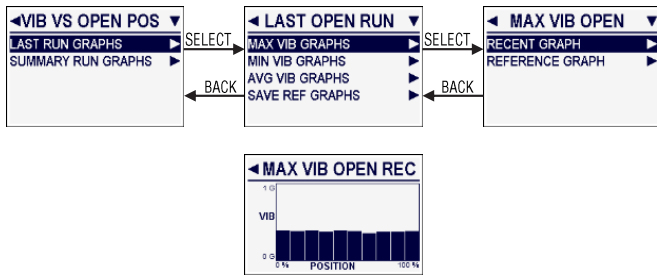 ◄VIB VS OPEN POS ▼
LAST RUN GRAPHS ►
SUMMARY RUN GRAPHS ►
SELECT
BACK
◄ LAST OPEN RUN ▼
MAX VIB GRAPHS ►
MIN VIB GRAPHS ►
AVG VIB GRAPHS ►
SAVE REF GRAPHS ►
SELECT
BACK
◄ MAX VIB OPEN ▼
RECENT GRAPH ►
REFERENCE GRAPH ►
◄ MAX VIB OPEN REC
1 G
VIB
0 G
0 % POSITION 100 %